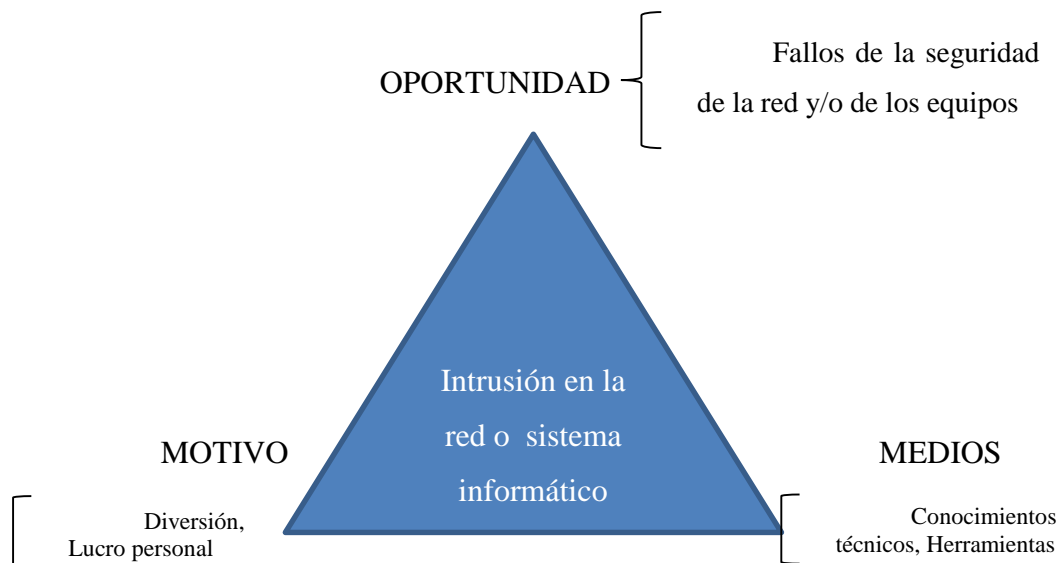 OPORTUNIDAD
Fallos de la seguridad
de la red y/o de los equipos
Intrusión en la
red o sistema
informático
MOTIVO
Diversión,
Lucro personal
MEDIOS
Conocimientos
técnicos, Herramientas